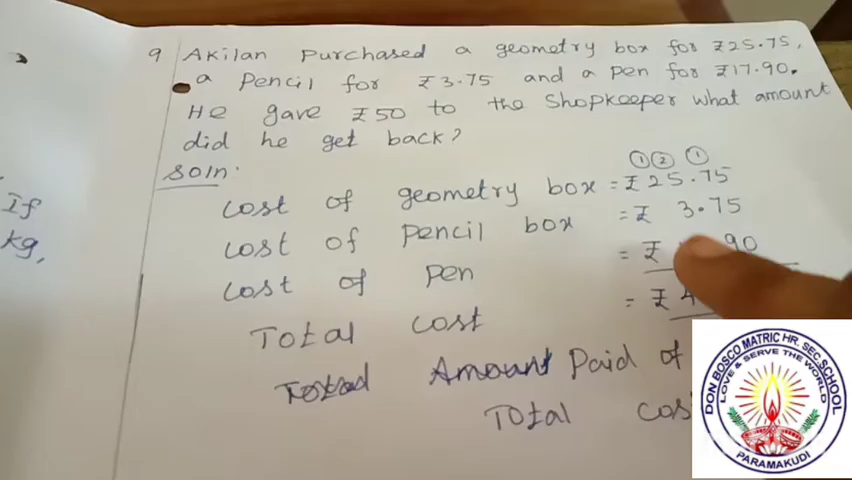 9 Akilan Purchased a geometry box for ₹25.75,
a Pencil for ₹3.75 and a pen for ₹17.90.
He gave ₹50 to the Shopkeeper what amount
did he get back?
Soln.
① ② ①
Cost of geometry box = ₹25.75
Cost of pencil box = ₹ 3.75
Cost of pen = ₹ 90
Total cost = ₹ 4
Amount Paid of
Total
If
kg,
DON BOSCO MATRIC HR. SEC. SCHOOL
LOVE & SERVE THE WORLD
PARAMAKUDI